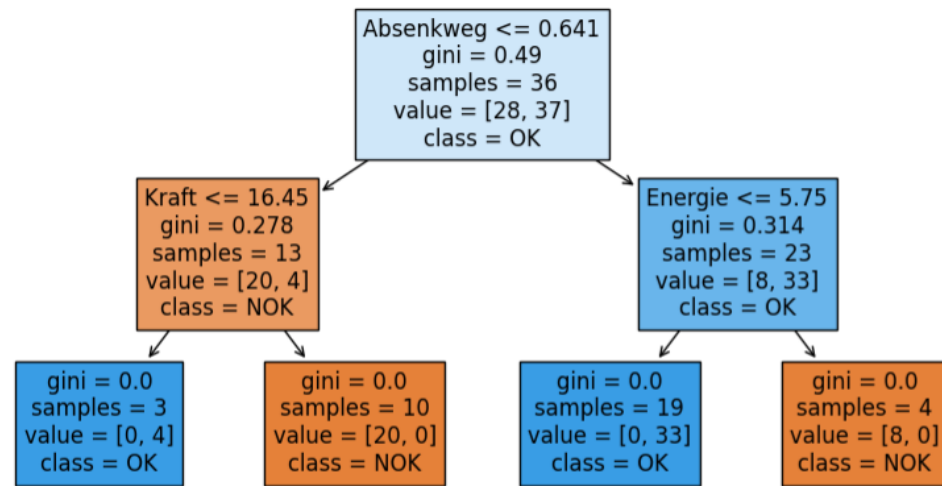 Absenkweg <= 0.641
gini = 0.49
samples = 36
value = [28, 37]
class = OK
Kraft <= 16.45
gini = 0.278
samples = 13
value = [20, 4]
class = NOK
Energie <= 5.75
gini = 0.314
samples = 23
value = [8, 33]
class = OK
gini = 0.0
samples = 3
value = [0, 4]
class = OK
gini = 0.0
samples = 10
value = [20, 0]
class = NOK
gini = 0.0
samples = 19
value = [0, 33]
class = OK
gini = 0.0
samples = 4
value = [8, 0]
class = NOK